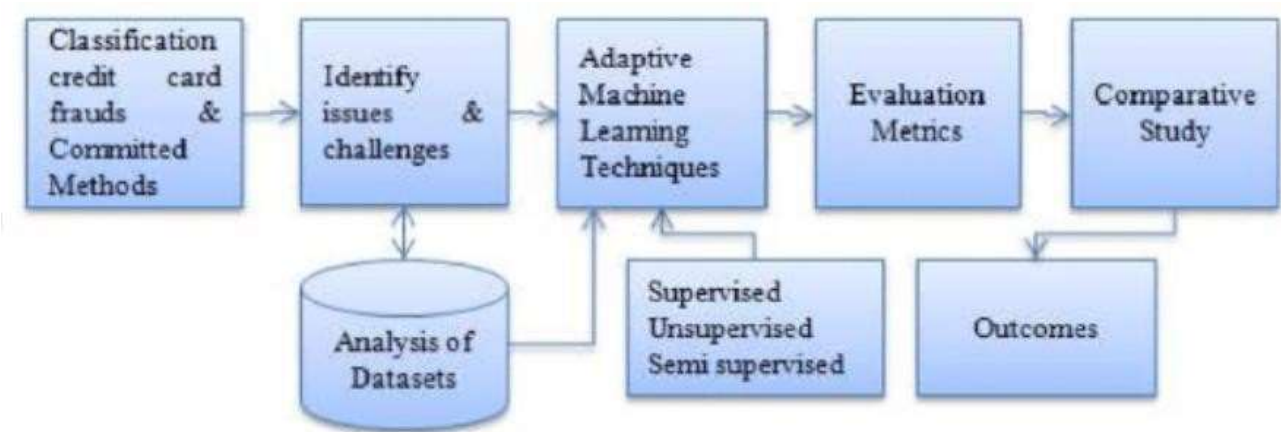 Classification
credit card
frauds &
Committed
Methods
Identify
issues &
challenges
Adaptive
Machine
Learning
Techniques
Evaluation
Metrics
Comparative
Study
Analysis of
Datasets
Supervised
Unsupervised
Semi supervised
Outcomes